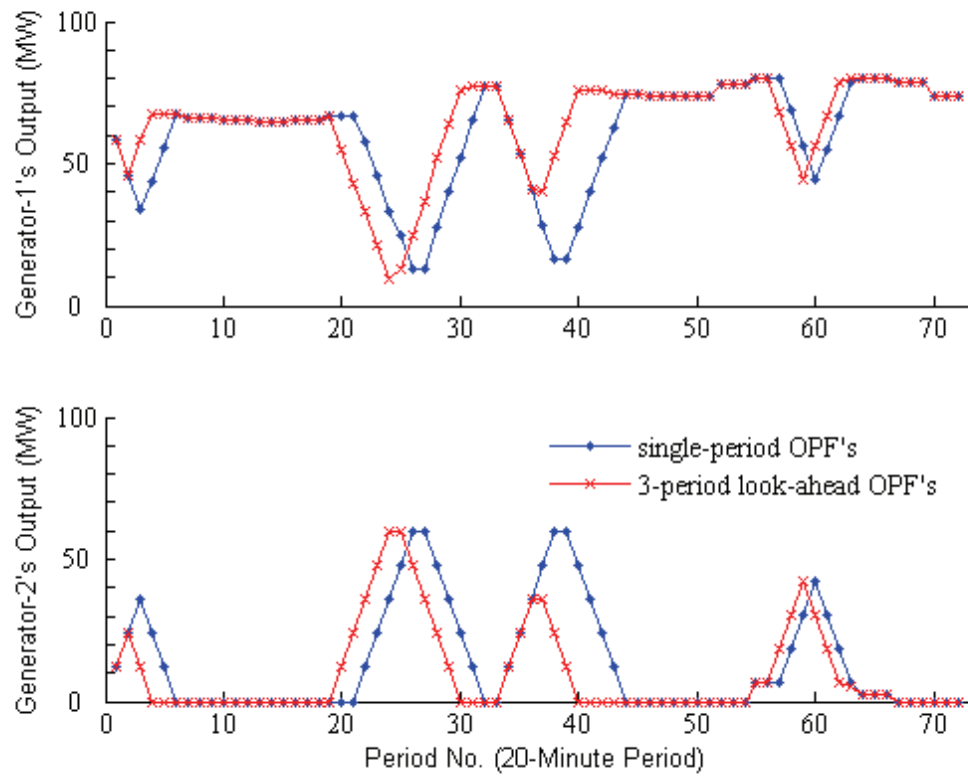 Generator-1's Output (MW)
100
50
0
0 10 20 30 40 50 60 70
Generator-2's Output (MW)
100
50
0
single-period OPF's
3-period look-ahead OPF's
0 10 20 30 40 50 60 70
Period No. (20-Minute Period)